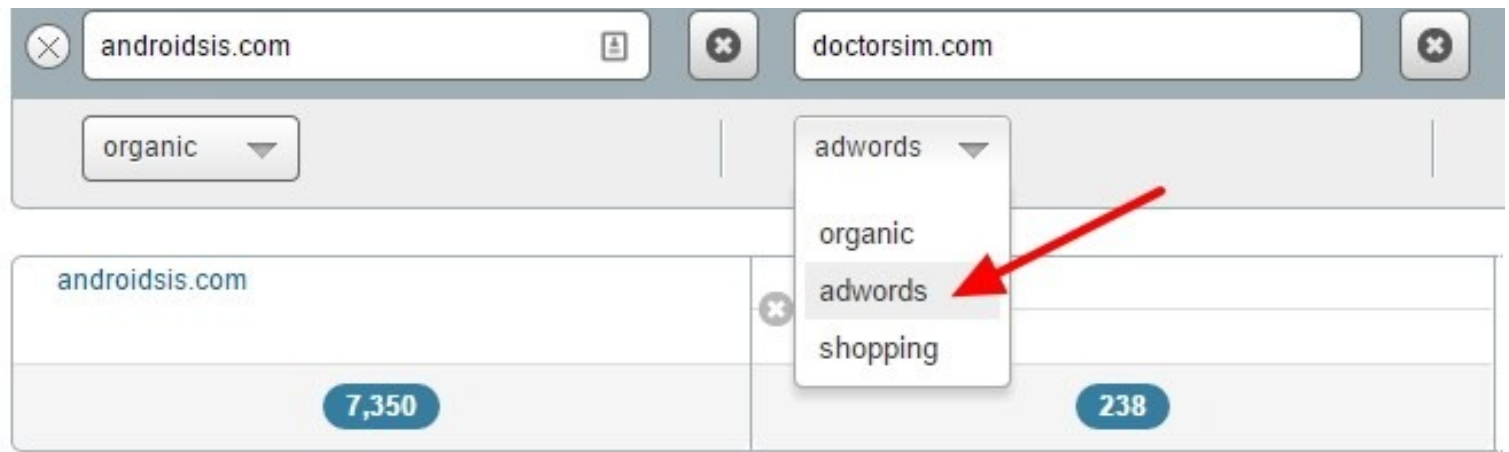 androidsis.com doctorsim.com
organic adwords
organic
adwords
shopping
androidsis.com
7,350 238